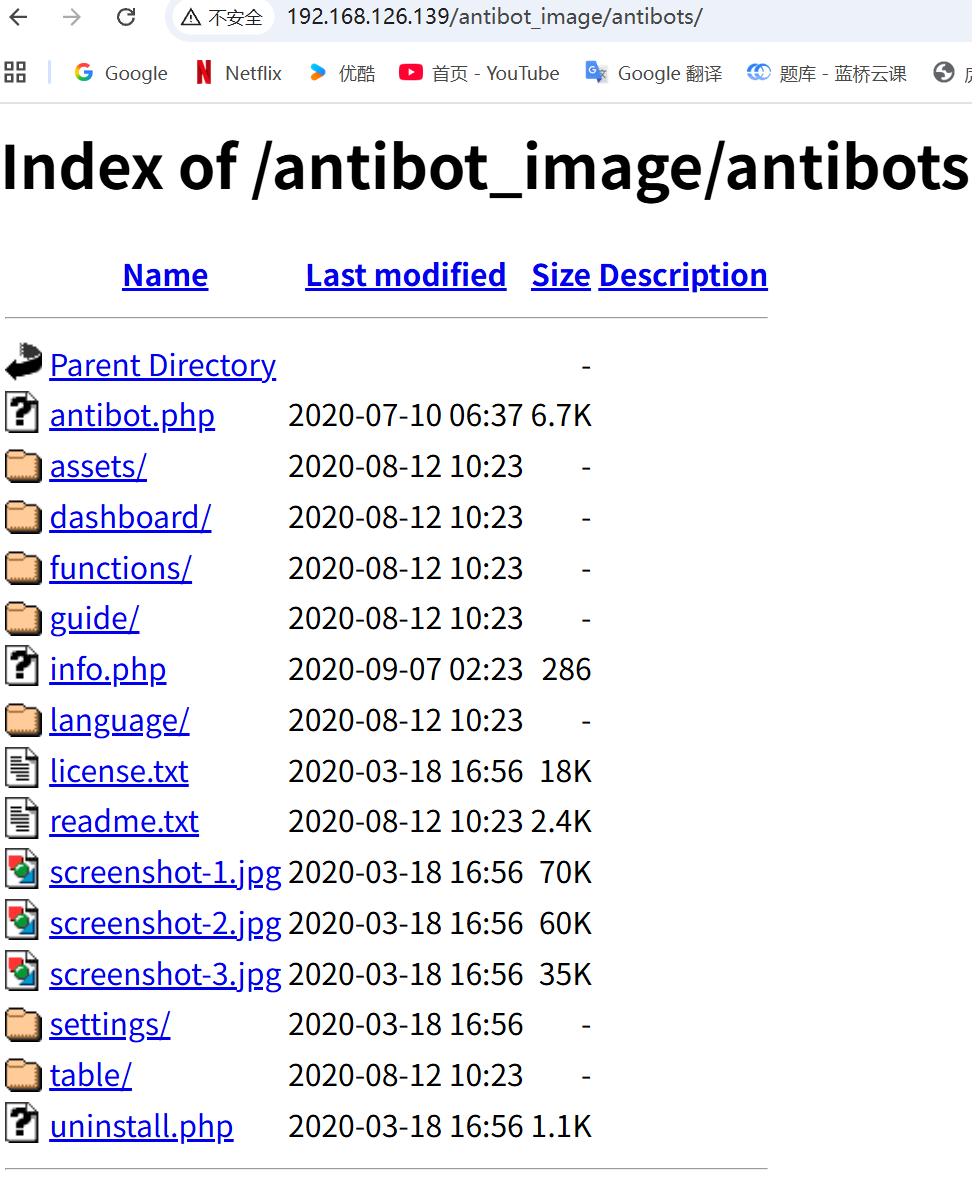 不安全 192.168.126.139/antibot_image/antibots/
Google Netflix 优酷 首页 - YouTube Google 翻译 题库 - 蓝桥云课
Index of /antibot_image/antibots
Name Last modified Size Description
Parent Directory -
antibot.php 2020-07-10 06:37 6.7K
assets/ 2020-08-12 10:23 -
dashboard/ 2020-08-12 10:23 -
functions/ 2020-08-12 10:23 -
guide/ 2020-08-12 10:23 -
info.php 2020-09-07 02:23 286
language/ 2020-08-12 10:23 -
license.txt 2020-03-18 16:56 18K
readme.txt 2020-08-12 10:23 2.4K
screenshot-1.jpg 2020-03-18 16:56 70K
screenshot-2.jpg 2020-03-18 16:56 60K
screenshot-3.jpg 2020-03-18 16:56 35K
settings/ 2020-03-18 16:56 -
table/ 2020-08-12 10:23 -
uninstall.php 2020-03-18 16:56 1.1K